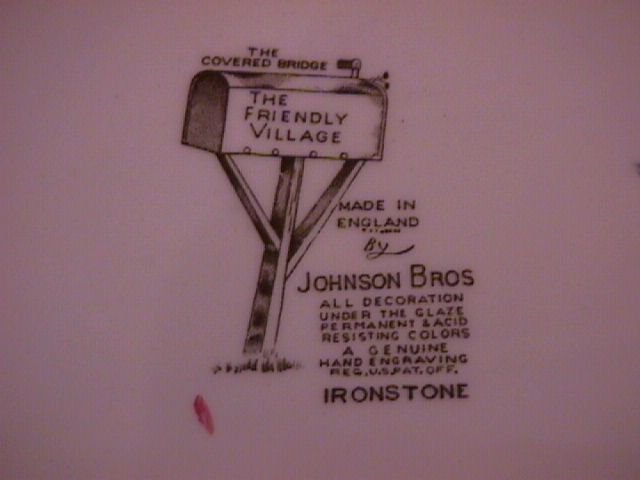 THE
COVERED BRIDGE
THE
FRIENDLY
VILLAGE
MADE IN
ENGLAND
By
JOHNSON BROS
ALL DECORATION
UNDER THE GLAZE
PERMANENT & ACID
RESISTING COLORS
A GENUINE
HAND ENGRAVING
REG. U.S. PAT. OFF.
IRONSTONE